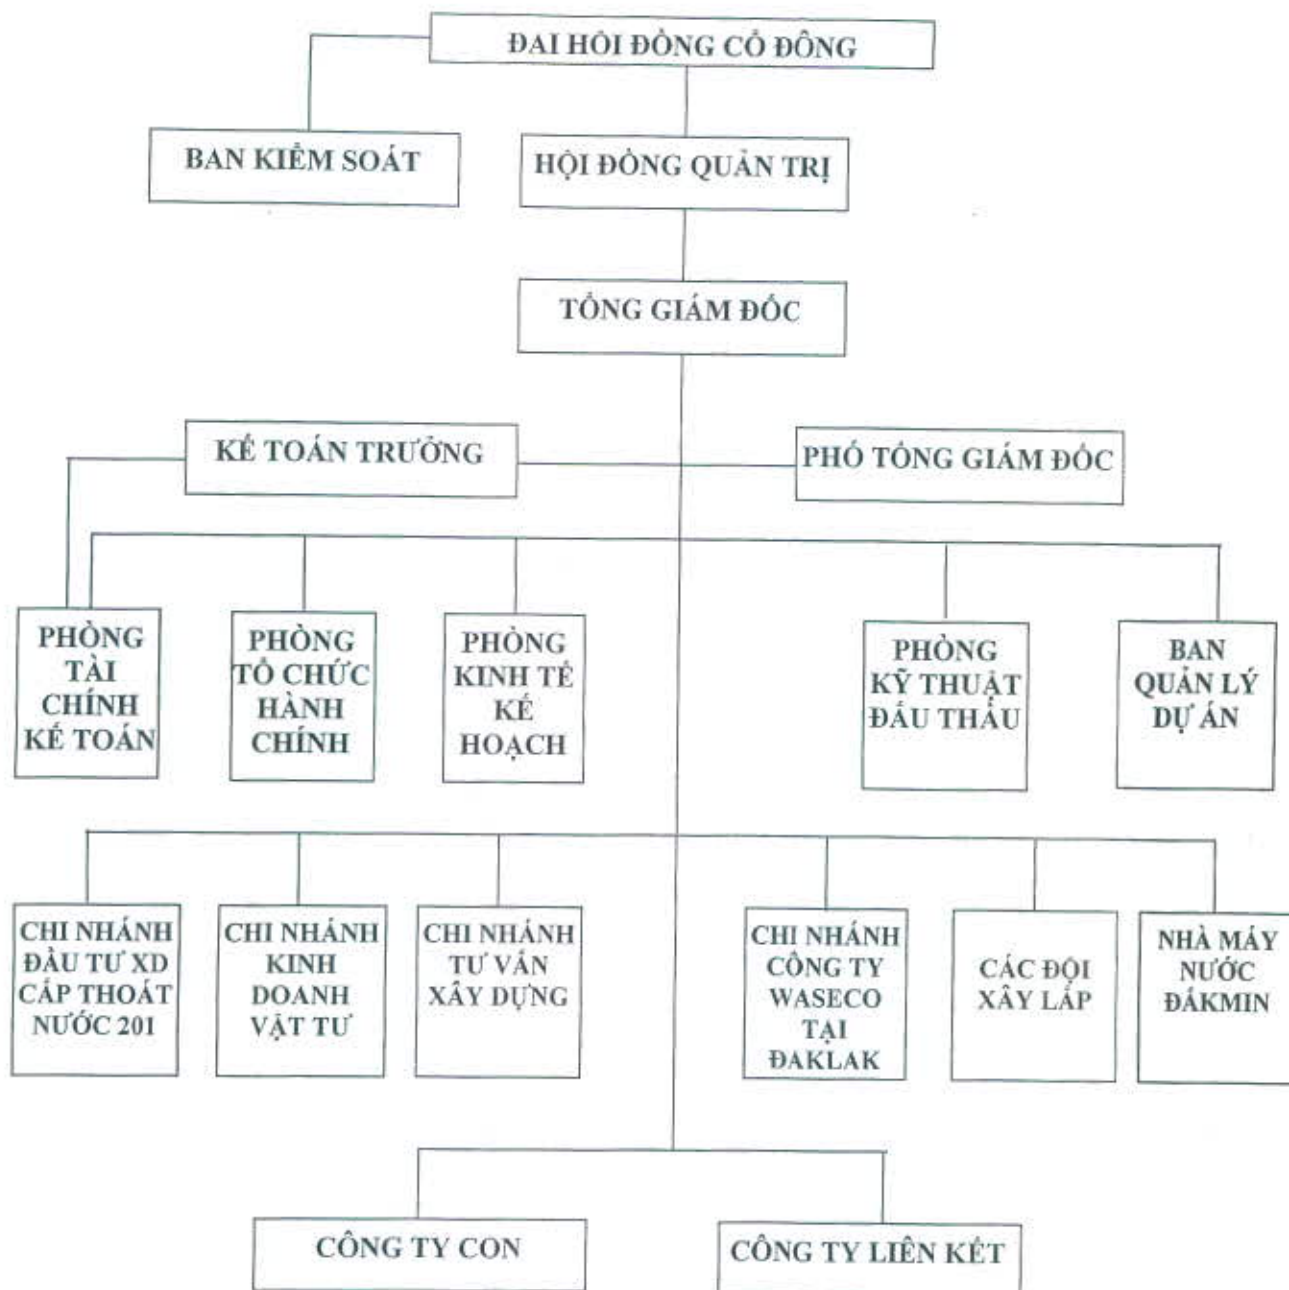 ĐẠI HỘI ĐỒNG CỔ ĐÔNG
BAN KIỂM SOÁT
HỘI ĐỒNG QUẢN TRỊ
TỔNG GIÁM ĐỐC
KẾ TOÁN TRƯỞNG
PHÓ TỔNG GIÁM ĐỐC
PHÒNG
TÀI
CHÍNH
KẾ TOÁN
PHÒNG
TỔ CHỨC
HÀNH
CHÍNH
PHÒNG
KINH TẾ
KẾ
HOẠCH
PHÒNG
KỸ THUẬT
ĐẤU THẦU
BAN
QUẢN LÝ
DỰ ÁN
CHI NHÁNH
ĐẦU TƯ XD
CẤP THOÁT
NƯỚC 201
CHI NHÁNH
KINH
DOANH
VẬT TƯ
CHI NHÁNH
TƯ VẤN
XÂY DỰNG
CHI NHÁNH
CÔNG TY
WASECO
TẠI
ĐAKLAK
CÁC ĐỘI
XÂY LẮP
NHÀ MÁY
NƯỚC
ĐẮKMIN
CÔNG TY CON
CÔNG TY LIÊN KẾT